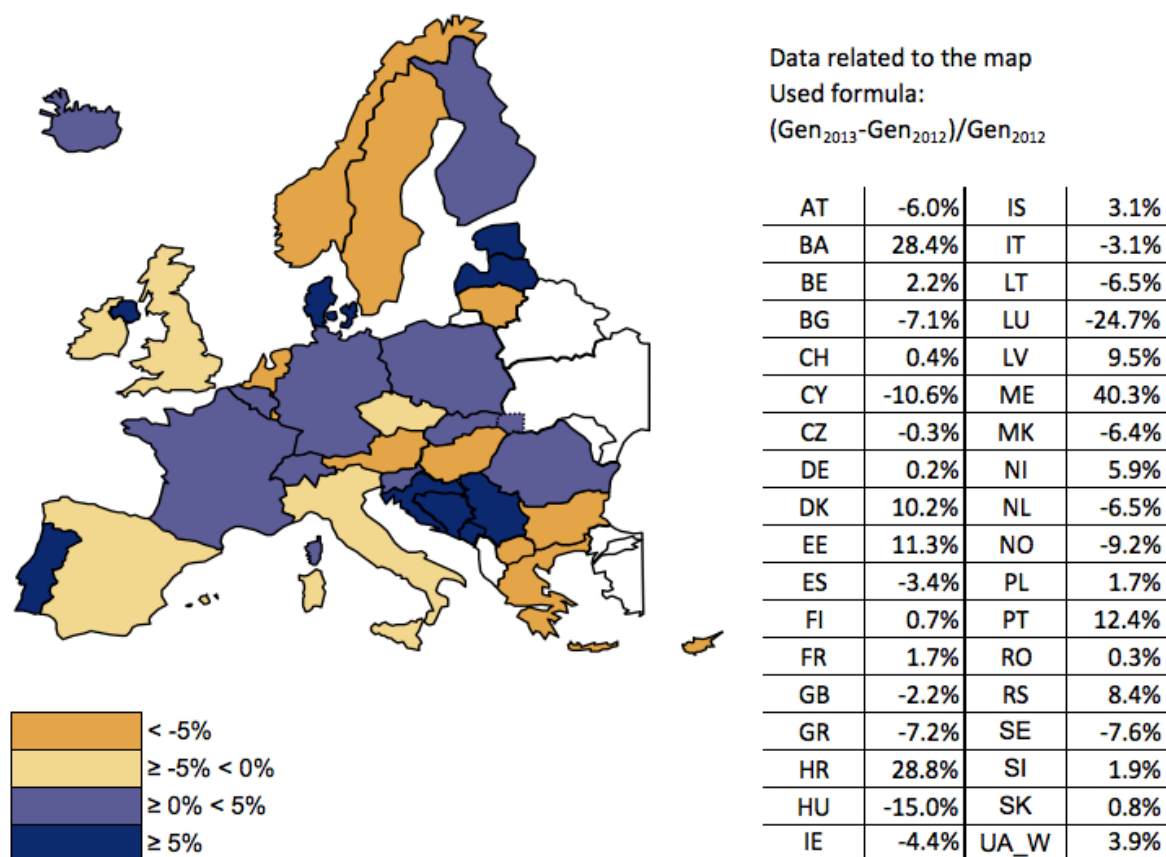 Data related to the map
Used formula:
(Gen2013-Gen2012)/Gen2012
AT -6.0% IS 3.1%
BA 28.4% IT -3.1%
BE 2.2% LT -6.5%
BG -7.1% LU -24.7%
CH 0.4% LV 9.5%
CY -10.6% ME 40.3%
CZ -0.3% MK -6.4%
DE 0.2% NI 5.9%
DK 10.2% NL -6.5%
EE 11.3% NO -9.2%
ES -3.4% PL 1.7%
FI 0.7% PT 12.4%
FR 1.7% RO 0.3%
GB -2.2% RS 8.4%
GR -7.2% SE -7.6%
HR 28.8% SI 1.9%
HU -15.0% SK 0.8%
IE -4.4% UA_W 3.9%
< -5%
≥ -5% < 0%
≥ 0% < 5%
≥ 5%